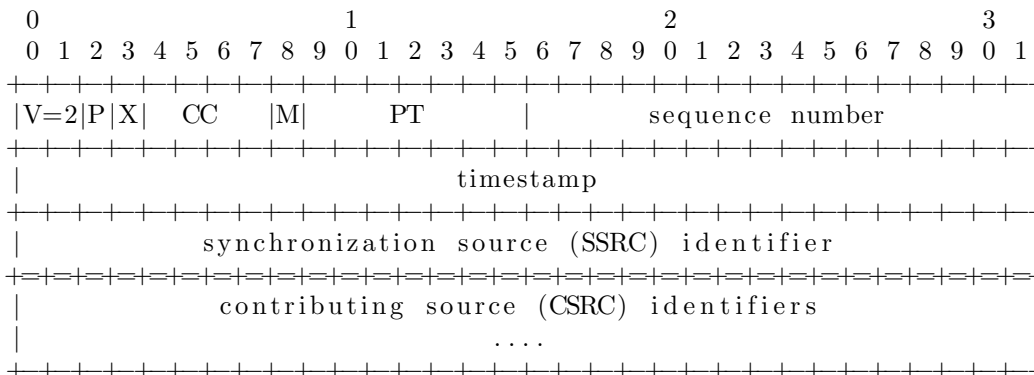 0 1 2 3
0 1 2 3 4 5 6 7 8 9 0 1 2 3 4 5 6 7 8 9 0 1 2 3 4 5 6 7 8 9 0 1
+-+-+-+-+-+-+-+-+-+-+-+-+-+-+-+-+-+-+-+-+-+-+-+-+-+-+-+-+-+-+-+-
|V=2|P|X| CC |M| PT | sequence number
+-+-+-+-+-+-+-+-+-+-+-+-+-+-+-+-+-+-+-+-+-+-+-+-+-+-+-+-+-+-+-+-
| timestamp
+-+-+-+-+-+-+-+-+-+-+-+-+-+-+-+-+-+-+-+-+-+-+-+-+-+-+-+-+-+-+-+-
| synchronization source (SSRC) identifier
+=+=+=+=+=+=+=+=+=+=+=+=+=+=+=+=+=+=+=+=+=+=+=+=+=+=+=+=+=+=+=+=
| contributing source (CSRC) identifiers
| ....
+-+-+-+-+-+-+-+-+-+-+-+-+-+-+-+-+-+-+-+-+-+-+-+-+-+-+-+-+-+-+-+-